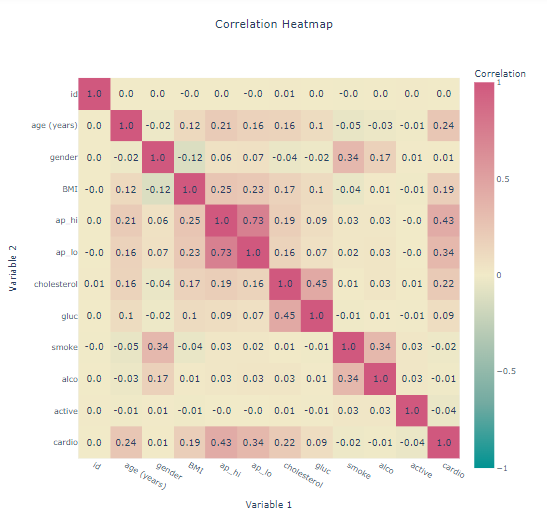 Correlation Heatmap
Correlation
id 1.0 0.0 0.0 -0.0 0.0 -0.0 0.01 0.0 -0.0 0.0 0.0 0.0
age (years) 0.0 1.0 -0.02 0.12 0.21 0.16 0.16 0.1 -0.05 -0.03 -0.01 0.24
gender 0.0 -0.02 1.0 -0.12 0.06 0.07 -0.04 -0.02 0.34 0.17 0.01 0.01
BMI -0.0 0.12 -0.12 1.0 0.25 0.23 0.17 0.1 -0.04 0.01 -0.01 0.19
ap_hi 0.0 0.21 0.06 0.25 1.0 0.73 0.19 0.09 0.03 0.03 -0.0 0.43
ap_lo -0.0 0.16 0.07 0.23 0.73 1.0 0.16 0.07 0.02 0.03 -0.0 0.34
cholesterol 0.01 0.16 -0.04 0.17 0.19 0.16 1.0 0.45 0.01 0.03 0.01 0.22
gluc 0.0 0.1 -0.02 0.1 0.09 0.07 0.45 1.0 -0.01 0.01 -0.01 0.09
smoke -0.0 -0.05 0.34 -0.04 0.03 0.02 0.01 -0.01 1.0 0.34 0.03 -0.02
alco 0.0 -0.03 0.17 0.01 0.03 0.03 0.03 0.01 0.34 1.0 0.03 -0.01
active 0.0 -0.01 0.01 -0.01 -0.0 -0.0 0.01 -0.01 0.03 0.03 1.0 -0.04
cardio 0.0 0.24 0.01 0.19 0.43 0.34 0.22 0.09 -0.02 -0.01 -0.04 1.0
id age (years) gender BMI ap_hi ap_lo cholesterol gluc smoke alco active cardio
Variable 1
Variable 2
1
0.5
0
−0.5
−1